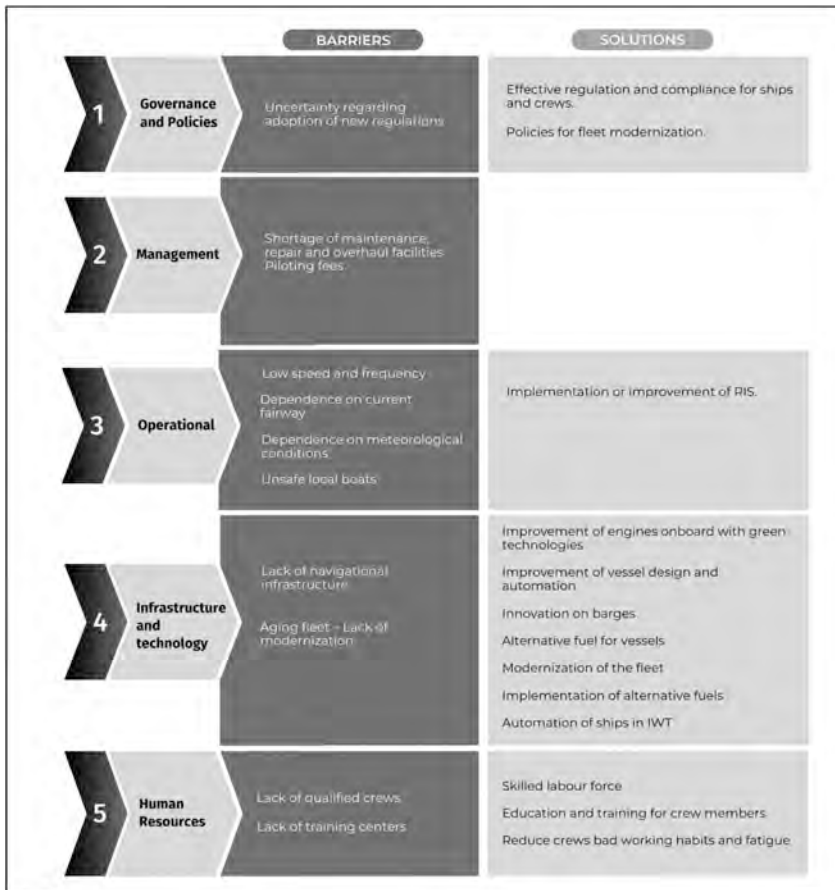 BARRIERS
SOLUTIONS
1
Governance
and Policies
Uncertainty regarding
adoption of new regulations
Effective regulation and compliance for ships
and crews.
Policies for fleet modernization.
2
Management
Shortage of maintenance,
repair and overhaul facilities
Piloting fees
3
Operational
Low speed and frequency
Dependence on current
fairway
Dependence on meteorological
conditions
Unsafe local boats
Implementation or improvement of RIS.
4
Infrastructure
and
technology
Lack of navigational
infrastructure
Aging fleet – Lack of
modernization
Improvement of engines onboard with green
technologies
Improvement of vessel design and
automation
Innovation on barges
Alternative fuel for vessels
Modernization of the fleet
Implementation of alternative fuels
Automation of ships in IWT
5
Human
Resources
Lack of qualified crews
Lack of training centers
Skilled labour force
Education and training for crew members
Reduce crews bad working habits and fatigue